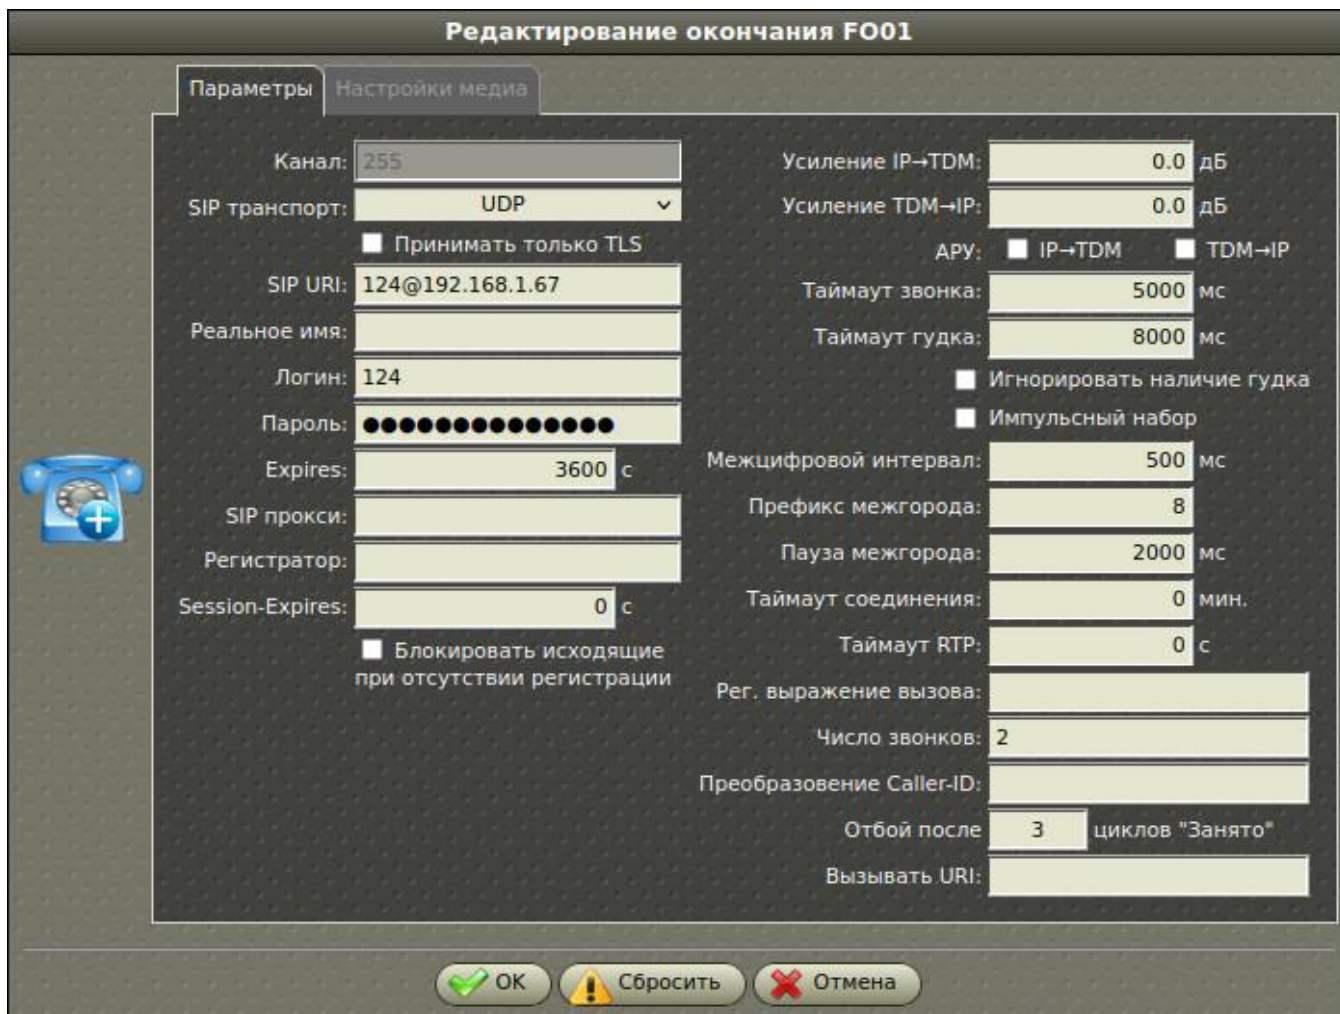 Редактирование окончания FO01
Параметры
Настройки медиа
Канал: 255
SIP транспорт: UDP
Принимать только TLS
SIP URI: 124@192.168.1.67
Реальное имя:
Логин: 124
Пароль: ●●●●●●●●●●●●●●
Expires: 3600 с
SIP прокси:
Регистратор:
Session-Expires: 0 с
Блокировать исходящие
при отсутствии регистрации
Усиление IP→TDM: 0.0 дБ
Усиление TDM→IP: 0.0 дБ
АРУ: IP→TDM TDM→IP
Таймаут звонка: 5000 мс
Таймаут гудка: 8000 мс
Игнорировать наличие гудка
Импульсный набор
Межцифровой интервал: 500 мс
Префикс межгорода: 8
Пауза межгорода: 2000 мс
Таймаут соединения: 0 мин.
Таймаут RTP: 0 с
Рег. выражение вызова:
Число звонков: 2
Преобразовение Caller-ID:
Отбой после 3 циклов "Занято"
Вызывать URI:
OK
Сбросить
Отмена